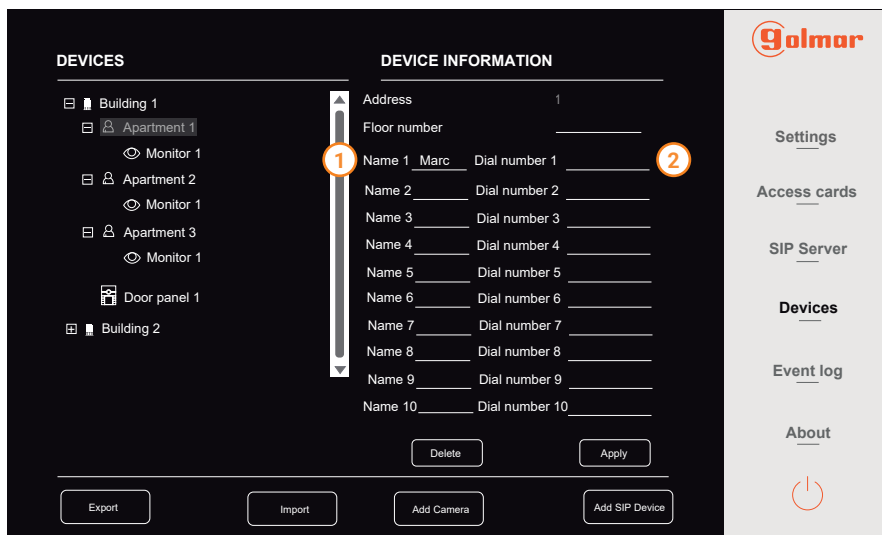 DEVICES
Building 1
Apartment 1
Monitor 1
Apartment 2
Monitor 1
Apartment 3
Monitor 1
Door panel 1
Building 2
DEVICE INFORMATION
Address 1
Floor number
1 Name 1 Marc Dial number 1 2
Name 2 Dial number 2
Name 3 Dial number 3
Name 4 Dial number 4
Name 5 Dial number 5
Name 6 Dial number 6
Name 7 Dial number 7
Name 8 Dial number 8
Name 9 Dial number 9
Name 10 Dial number 10
Delete Apply
Export Import Add Camera Add SIP Device
golmar
Settings
Access cards
SIP Server
Devices
Event log
About